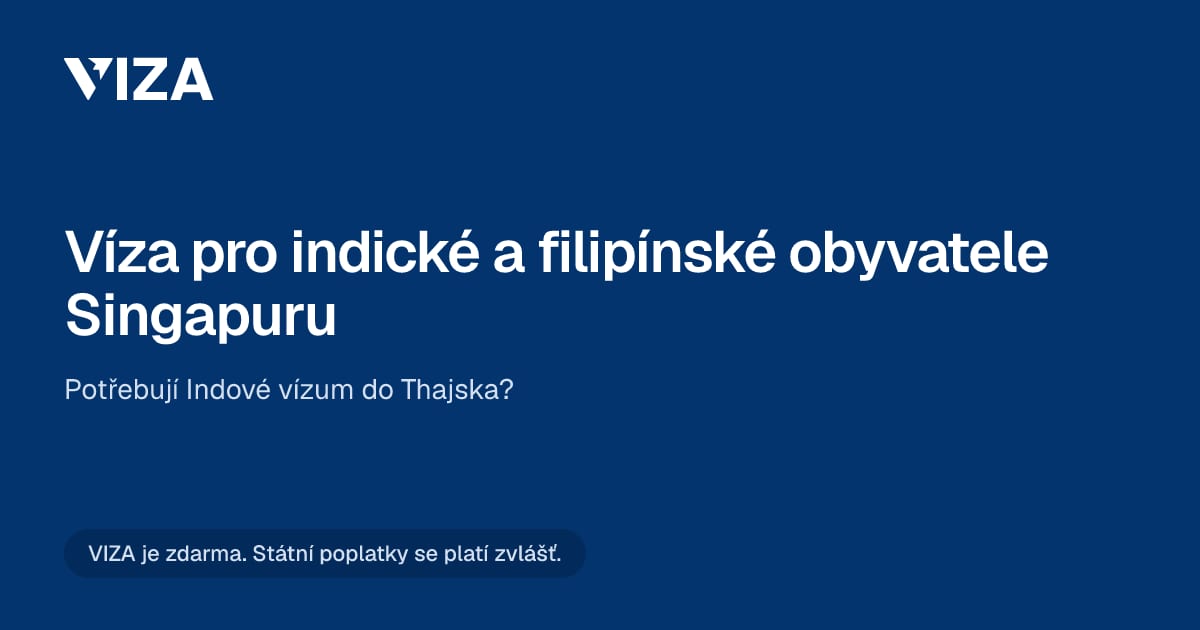 VIZA
Víza pro indické a filipínské obyvatele
Singapuru
Potřebují Indové vízum do Thajska?
VIZA je zdarma. Státní poplatky se platí zvlášť.